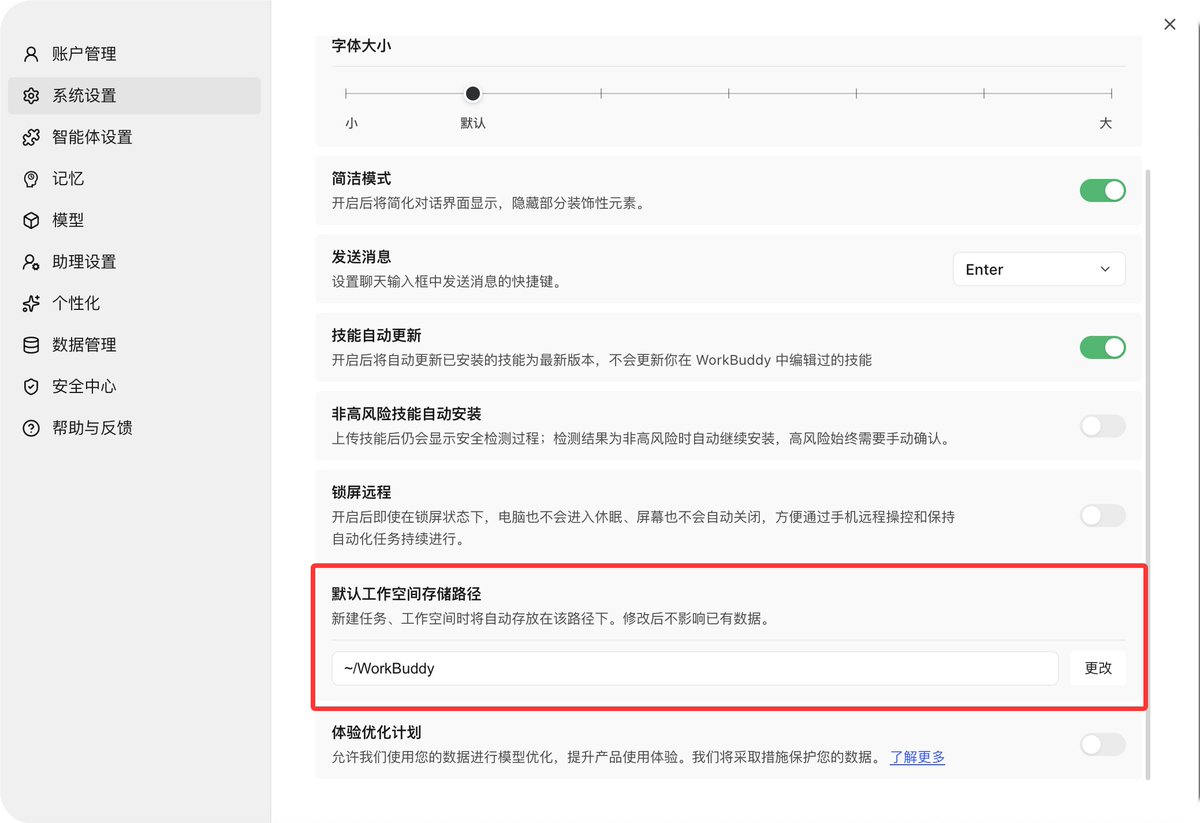 账户管理
系统设置
智能体设置
记忆
模型
助理设置
个性化
数据管理
安全中心
帮助与反馈
字体大小
小
默认
大
简洁模式
开启后将简化对话界面显示，隐藏部分装饰性元素。
发送消息
设置聊天输入框中发送消息的快捷键。
Enter
技能自动更新
开启后将自动更新已安装的技能为最新版本，不会更新你在 WorkBuddy 中编辑过的技能
非高风险技能自动安装
上传技能后仍会显示安全检测过程；检测结果为非高风险时自动继续安装，高风险始终需要手动确认。
锁屏远程
开启后即使在锁屏状态下，电脑也不会进入休眠、屏幕也不会自动关闭，方便通过手机远程操控和保持
自动化任务持续进行。
默认工作空间存储路径
新建任务、工作空间时将自动存放在该路径下。修改后不影响已有数据。
~/WorkBuddy
更改
体验优化计划
允许我们使用您的数据进行模型优化，提升产品使用体验。我们将采取措施保护您的数据。 了解更多